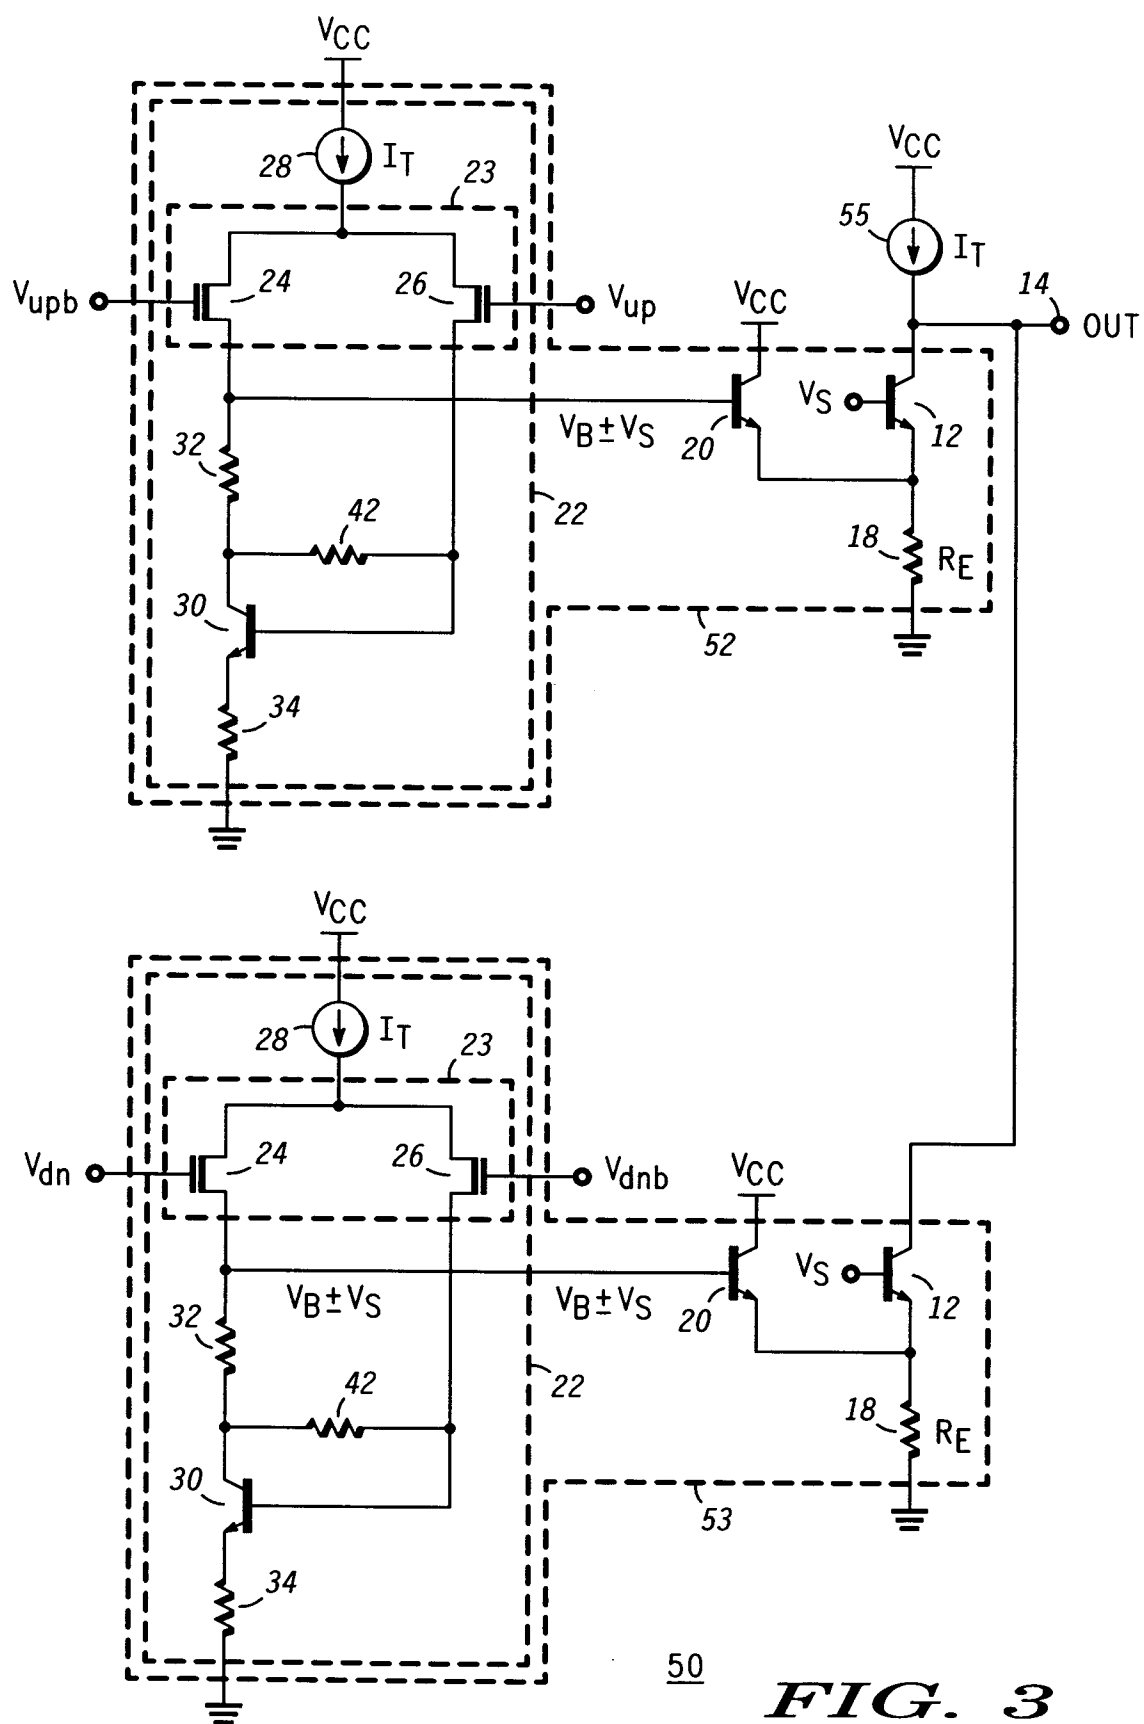 VCC
28 IT
23
VCC
55 IT
Vupb
24
26
Vup
VCC
14 OUT
VS
VB±VS
20
12
32
42
22
18 RE
30
52
34
VCC
28 IT
23
Vdn
24
26
Vdnb
VCC
VS
VB±VS
VB±VS
20
12
32
42
22
18 RE
30
53
34
50
FIG. 3